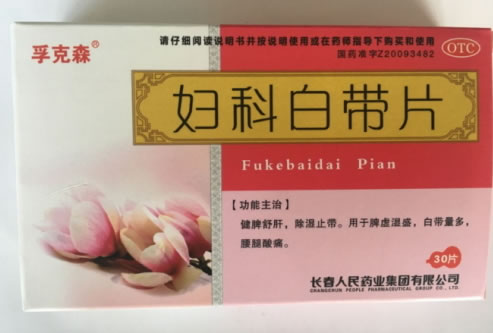 孚克森®
请仔细阅读说明书并按说明使用或在药师指导下购买和使用
国药准字Z20093482
OTC
妇科白带片
Fukebaidai Pian
【功能主治】
健脾舒肝,除湿止带。用于脾虚湿盛,白带量多,
腰腿酸痛。
30片
长春人民药业集团有限公司
CHANGCHUN PEOPLE PHARMACEUTICAL GROUP CO., LTD.